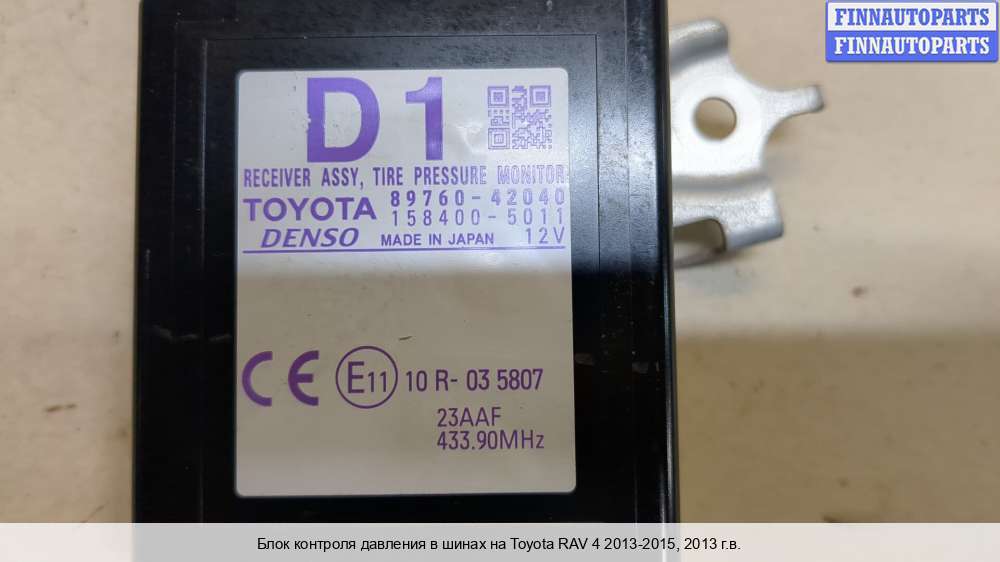 FINNAUTOPARTS
FINNAUTOPARTS
D1
RECEIVER ASSY, TIRE PRESSURE MONITOR
TOYOTA 89760-42040
158400-5011
DENSO MADE IN JAPAN 12V
CE E11 10 R- 03 5807
23AAF
433.90MHz
Блок контроля давления в шинах на Toyota RAV 4 2013-2015, 2013 г.в.